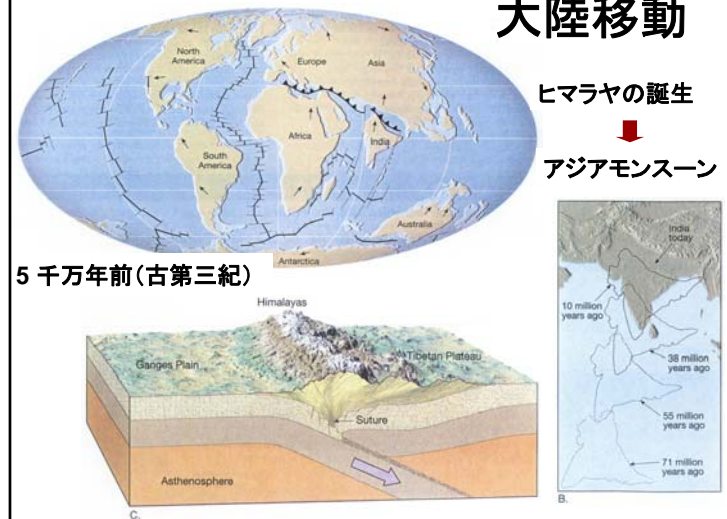 大陸移動
North
America
Europe
Asia
Africa
India
South
America
Australia
Antarctica
ヒマラヤの誕生
アジアモンスーン
5 千万年前(古第三紀)
Himalayas
Ganges Plain
Tibetan Plateau
Suture
Asthenosphere
C.
India
today
10 million
years ago
38 million
years ago
55 million
years ago
71 million
years ago
B.